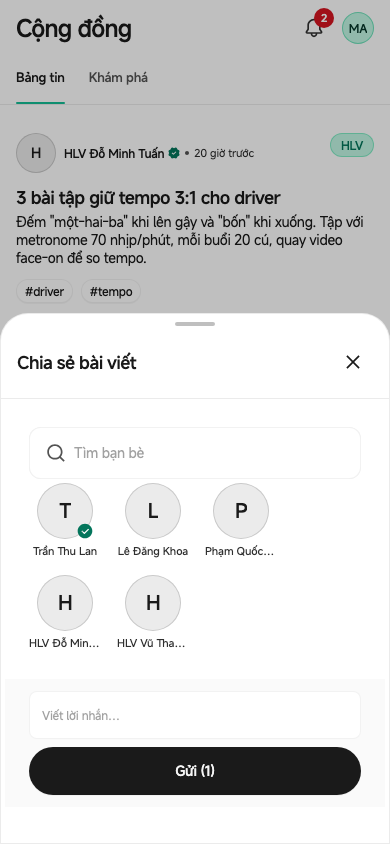 Cộng đồng
2
MA
Bảng tin
Khám phá
H
HLV Đỗ Minh Tuấn • 20 giờ trước
HLV
3 bài tập giữ tempo 3:1 cho driver
Đếm "một-hai-ba" khi lên gậy và "bốn" khi xuống. Tập với
metronome 70 nhịp/phút, mỗi buổi 20 cú, quay video
face-on để so tempo.
#driver
#tempo
Chia sẻ bài viết
Tìm bạn bè
T
L
P
Trần Thu Lan
Lê Đăng Khoa
Phạm Quốc...
H
H
HLV Đỗ Min...
HLV Vũ Tha...
Viết lời nhắn...
Gửi (1)